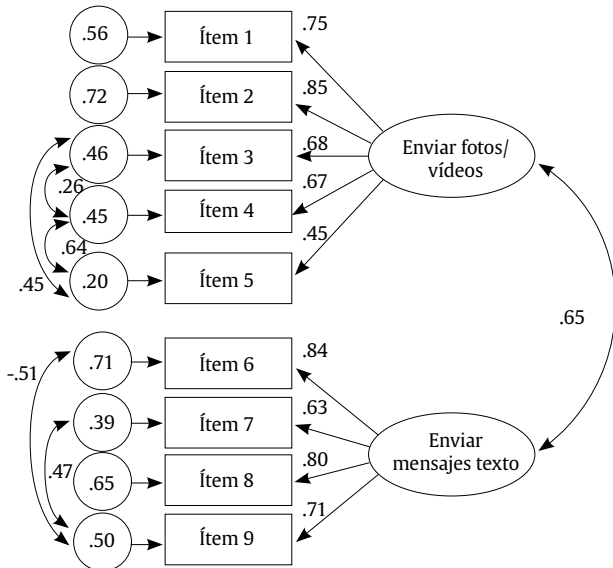 .56
Ítem 1
.75
.72
Ítem 2
.85
.46
Ítem 3
.68
Enviar fotos/
vídeos
.26
.45
Ítem 4
.67
.64
.45
.20
Ítem 5
.45
.65
-.51
.71
Ítem 6
.84
.39
Ítem 7
.63
Enviar
mensajes texto
.47
.65
Ítem 8
.80
.50
Ítem 9
.71